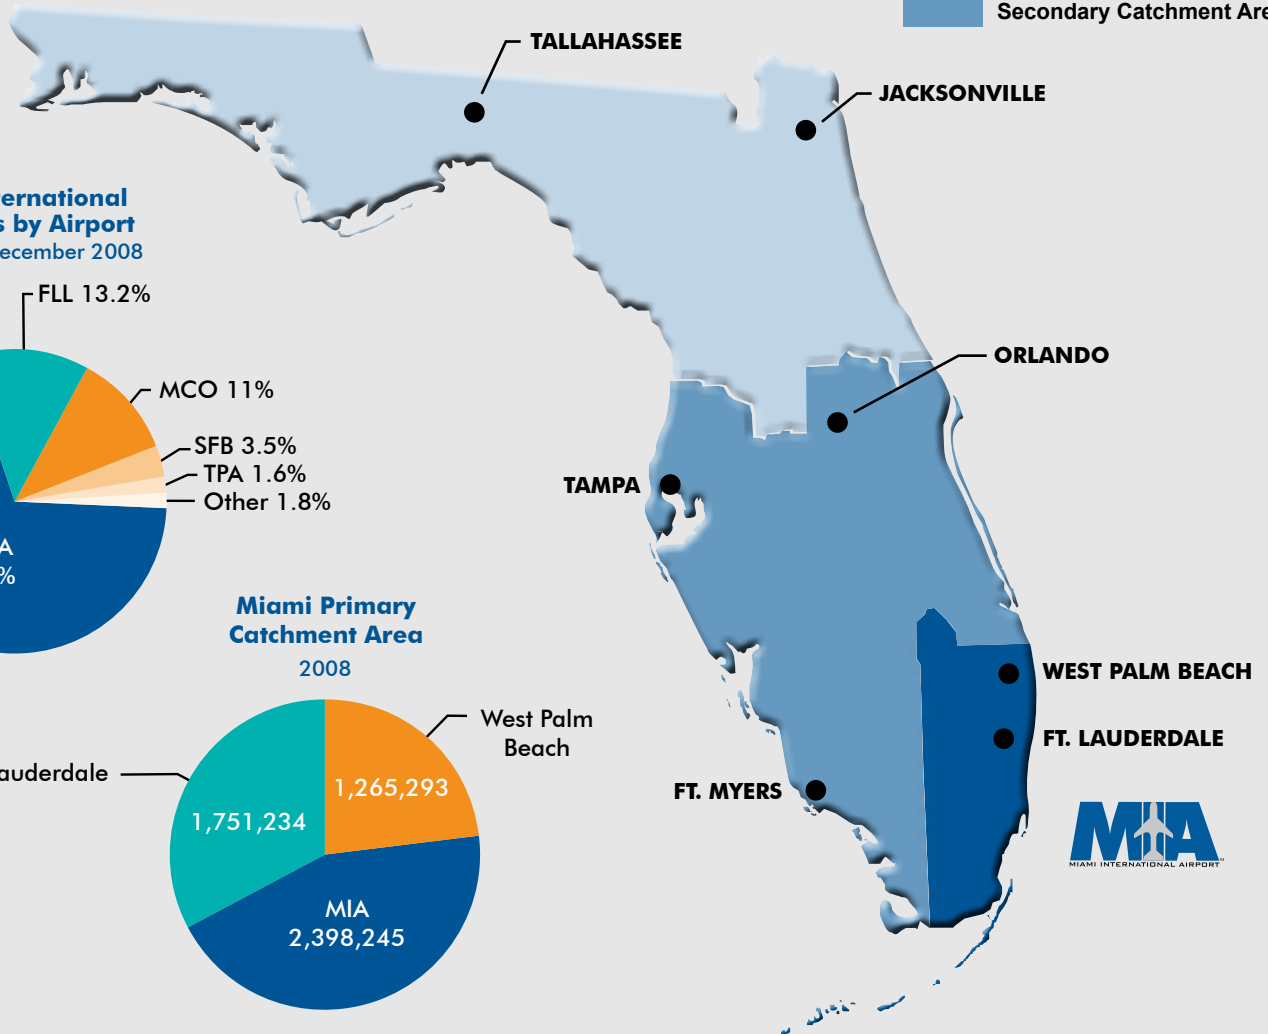 Secondary Catchment Are
TALLAHASSEE
JACKSONVILLE
ternational
s by Airport
ecember 2008
FLL 13.2%
MCO 11%
SFB 3.5%
TPA 1.6%
Other 1.8%
A
%
ORLANDO
TAMPA
Miami Primary
Catchment Area
2008
West Palm
Beach
auderdale
1,265,293
1,751,234
MIA
2,398,245
WEST PALM BEACH
FT. LAUDERDALE
FT. MYERS
MIA
MIAMI INTERNATIONAL AIRPORT